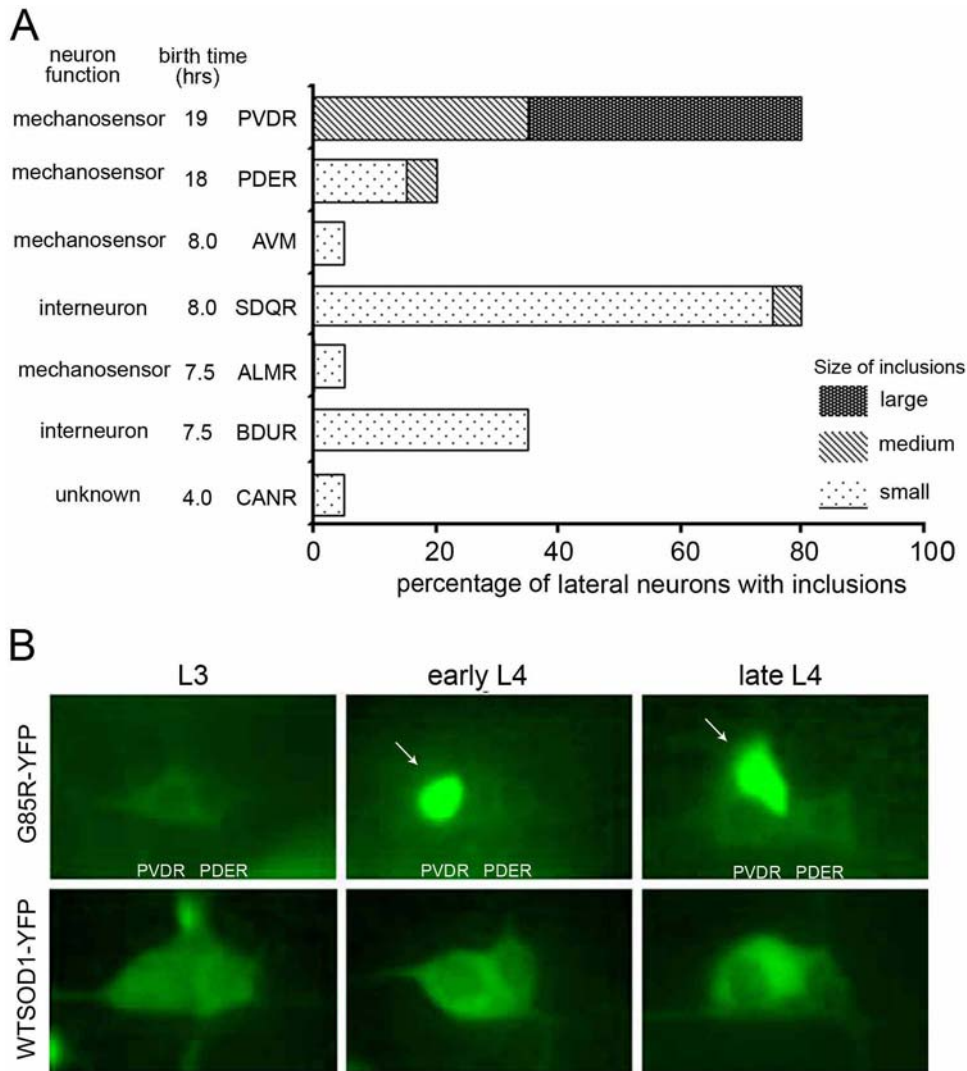 A
neuron function
birth time (hrs)
mechanosensor 19 PVDR
mechanosensor 18 PDER
mechanosensor 8.0 AVM
interneuron 8.0 SDQR
mechanosensor 7.5 ALMR
interneuron 7.5 BDUR
unknown 4.0 CANR
Size of inclusions
large
medium
small
0 20 40 60 80 100
percentage of lateral neurons with inclusions
B
L3 early L4 late L4
G85R-YFP
PVDR PDER PVDR PDER PVDR PDER
WTSOD1-YFP